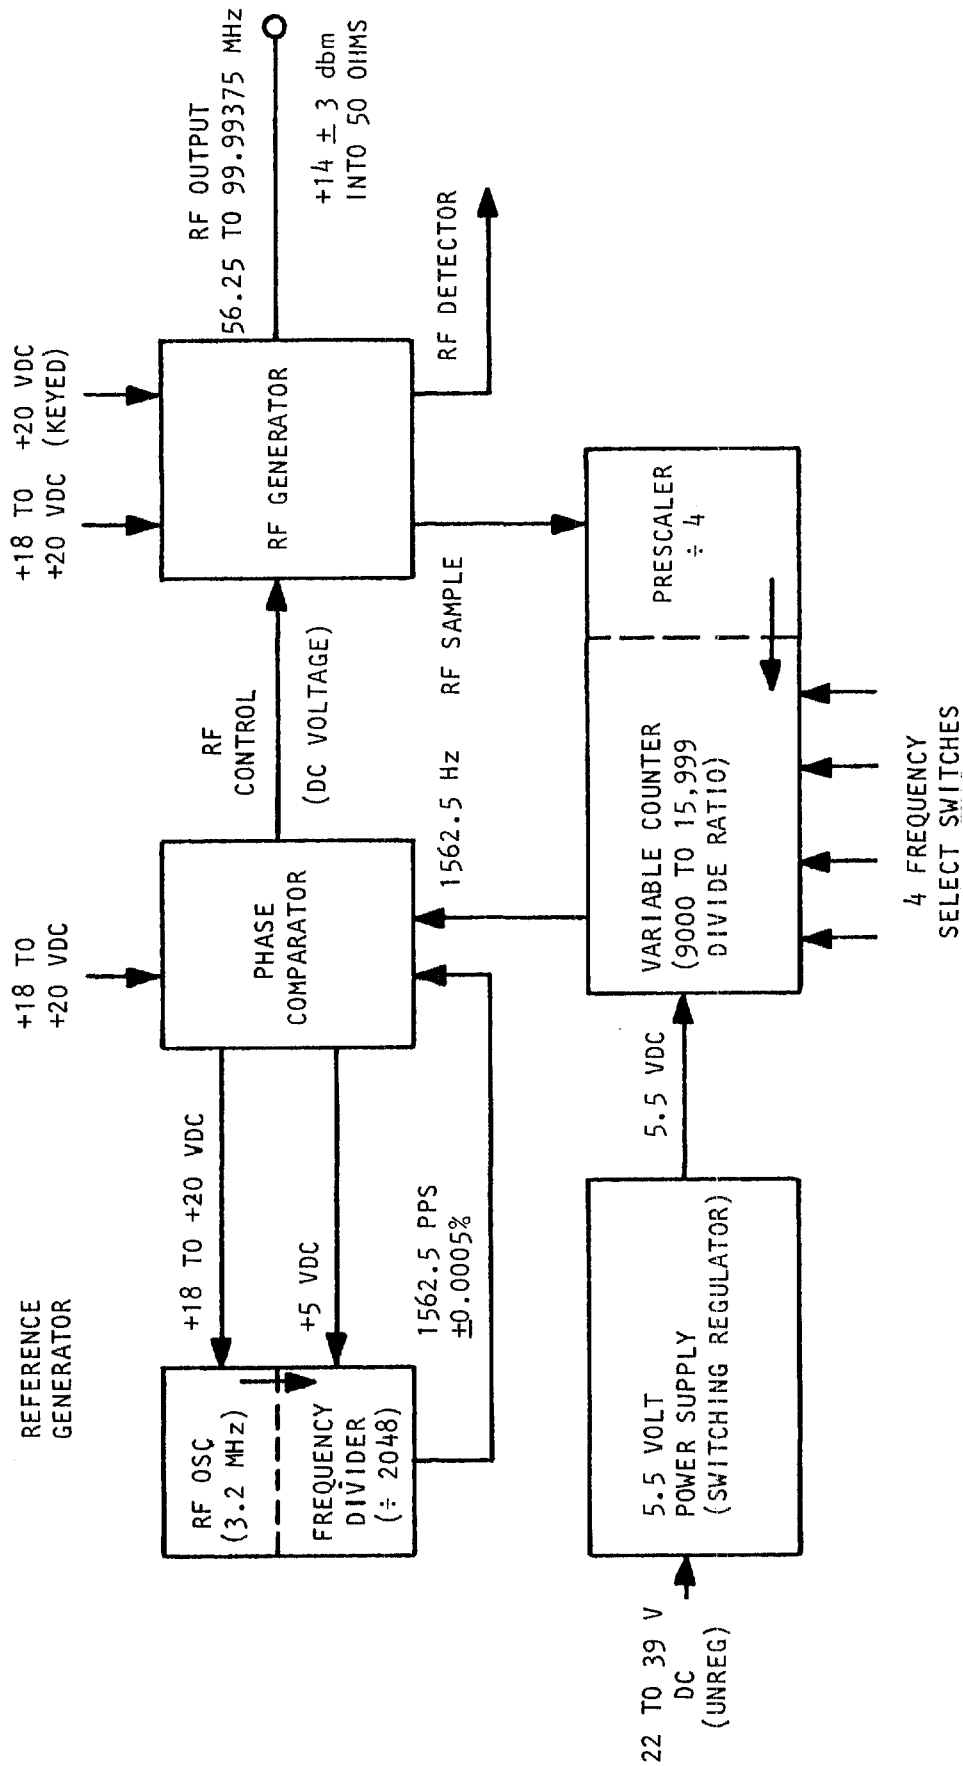 REFERENCE
GENERATOR
+18 TO
+20 VDC
+18 TO
+20 VDC
+20 VDC
(KEYED)
RF OSC
(3.2 MHz)
FREQUENCY
DIVIDER
(÷ 2048)
+18 TO +20 VDC
+5 VDC
1562.5 PPS
±0.0005%
PHASE
COMPARATOR
RF
CONTROL
(DC VOLTAGE)
RF GENERATOR
RF OUTPUT
56.25 TO 99.99375 MHz
+14 ± 3 dbm
INTO 50 OHMS
RF DETECTOR
1562.5 Hz
RF SAMPLE
22 TO 39 V
DC
(UNREG)
5.5 VOLT
POWER SUPPLY
(SWITCHING REGULATOR)
5.5 VDC
VARIABLE COUNTER
(9000 TO 15,999
DIVIDE RATIO)
PRESCALER
÷ 4
4 FREQUENCY
SELECT SWITCHES